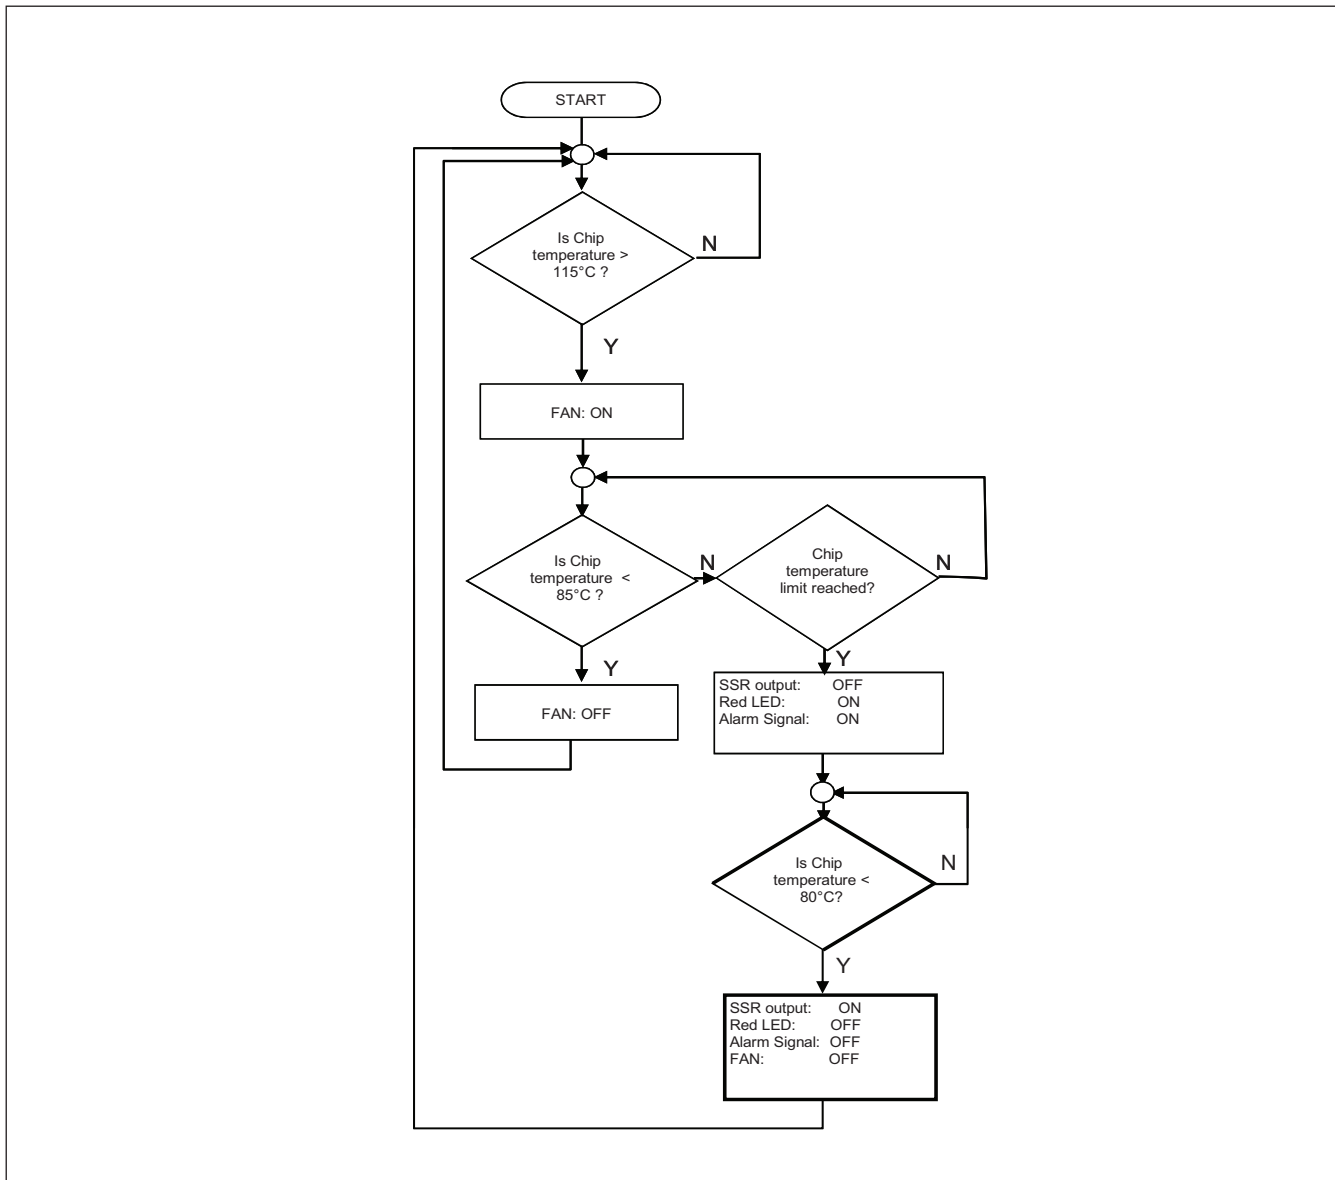 START
Is Chip
temperature >
115°C ?
N
Y
FAN: ON
Is Chip
temperature <
85°C ?
N
Chip
temperature
limit reached?
N
Y
FAN: OFF
Y
SSR output: OFF
Red LED: ON
Alarm Signal: ON
Is Chip
temperature <
80°C?
N
Y
SSR output: ON
Red LED: OFF
Alarm Signal: OFF
FAN: OFF